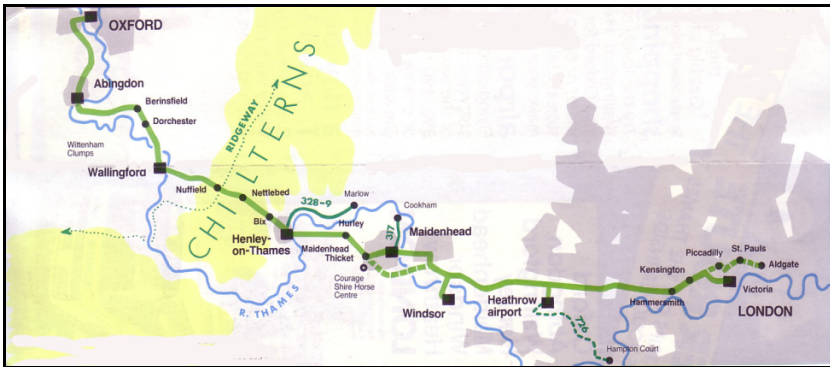 OXFORD
Abingdon
Berinsfield
Dorchester
Wittenham
Clumps
Wallingford
RIDGEWAY
CHILTERNS
Nuffield
Nettlebed
Bix
Henley-
on-Thames
328-9
Marlow
Cookham
Hurley
317
Maidenhead
Maidenhead
Thicket
Courage
Shire Horse
Centre
R. THAMES
Windsor
Heathrow
airport
726
Hampton Court
Hammersmith
Kensington
Piccadilly
St. Pauls
Aldgate
Victoria
LONDON